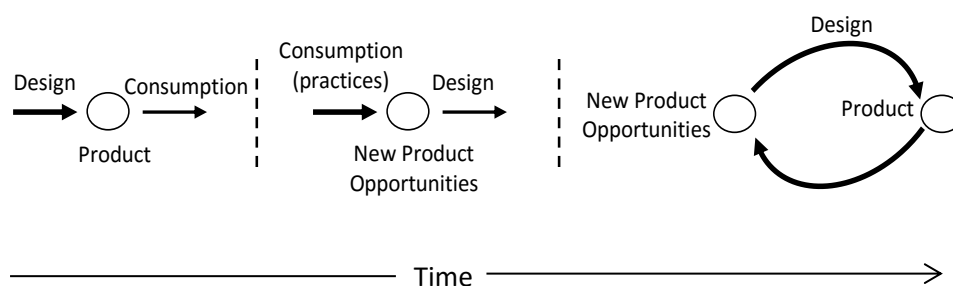 Design
Consumption
Product
Consumption
(practices)
Design
New Product
Opportunities
Design
New Product
Opportunities
Product
Time